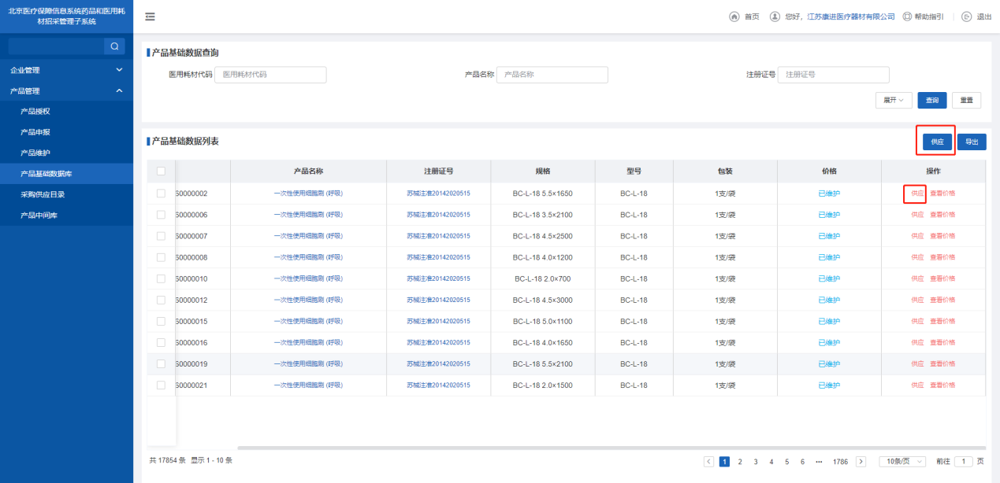 北京医疗保障信息系统药品和医用耗
材招采管理子系统
首页 您好，江苏康进医疗器材有限公司 帮助指引 退出
企业管理
产品管理
产品授权
产品申报
产品维护
产品基础数据库
采购供应目录
产品中间库
产品基础数据查询
医用耗材代码 医用耗材代码 产品名称 产品名称 注册证号 注册证号
展开 查询 重置
产品基础数据列表 供应 导出
产品名称 注册证号 规格 型号 包装 价格 操作
0000002 一次性使用细胞刷 (呼吸) 苏械注准20142020515 BC-L-18 5.5×1650 BC-L-18 1支/袋 已维护 供应 查看价格
0000006 一次性使用细胞刷 (呼吸) 苏械注准20142020515 BC-L-18 3.5×2100 BC-L-18 1支/袋 已维护 供应 查看价格
0000007 一次性使用细胞刷 (呼吸) 苏械注准20142020515 BC-L-18 4.5×2500 BC-L-18 1支/袋 已维护 供应 查看价格
0000008 一次性使用细胞刷 (呼吸) 苏械注准20142020515 BC-L-18 4.0×1200 BC-L-18 1支/袋 已维护 供应 查看价格
0000010 一次性使用细胞刷 (呼吸) 苏械注准20142020515 BC-L-18 2.0×700 BC-L-18 1支/袋 已维护 供应 查看价格
0000012 一次性使用细胞刷 (呼吸) 苏械注准20142020515 BC-L-18 4.5×3000 BC-L-18 1支/袋 已维护 供应 查看价格
0000015 一次性使用细胞刷 (呼吸) 苏械注准20142020515 BC-L-18 5.0×1100 BC-L-18 1支/袋 已维护 供应 查看价格
0000016 一次性使用细胞刷 (呼吸) 苏械注准20142020515 BC-L-18 4.0×1650 BC-L-18 1支/袋 已维护 供应 查看价格
0000019 一次性使用细胞刷 (呼吸) 苏械注准20142020515 BC-L-18 5.5×2100 BC-L-18 1支/袋 已维护 供应 查看价格
0000021 一次性使用细胞刷 (呼吸) 苏械注准20142020515 BC-L-18 2.0×1500 BC-L-18 1支/袋 已维护 供应 查看价格
共 17854 条 显示 1 - 10 条 1 2 3 4 5 6 ··· 1786 10条/页 前往 1 页